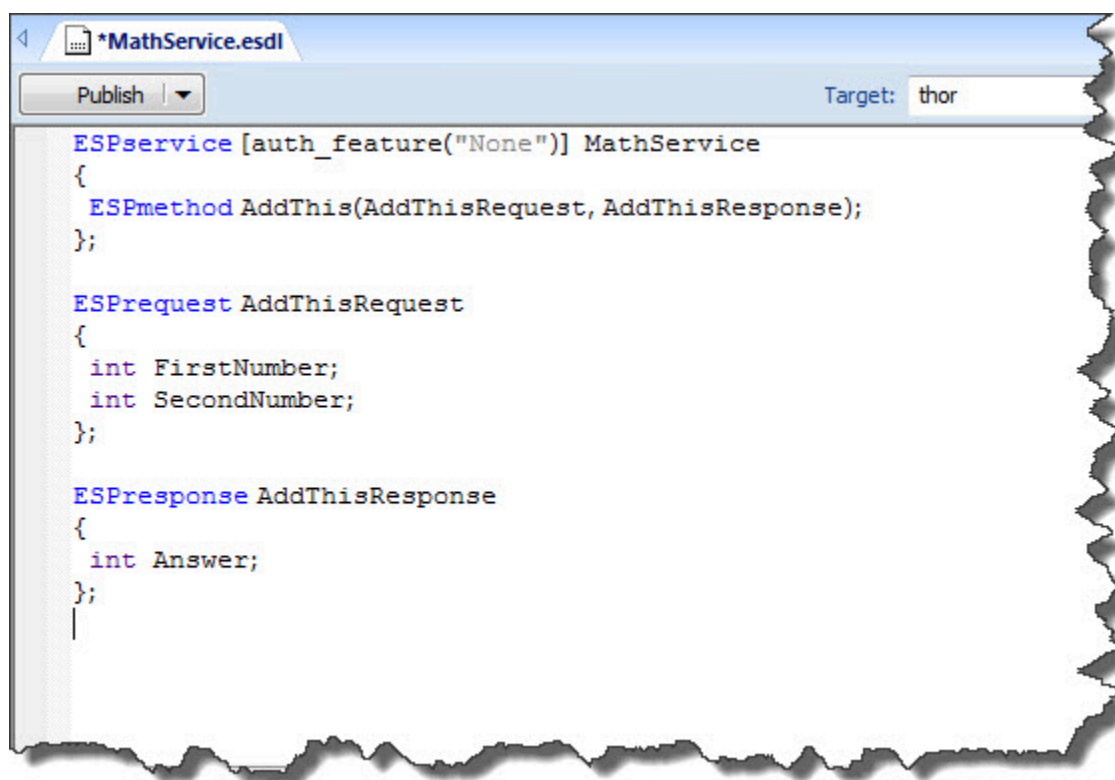 *MathService.esdl
Publish Target: thor
ESPservice [auth_feature("None")] MathService
{
 ESPmethod AddThis(AddThisRequest, AddThisResponse);
};

ESPrequest AddThisRequest
{
 int FirstNumber;
 int SecondNumber;
};

ESPresponse AddThisResponse
{
 int Answer;
};